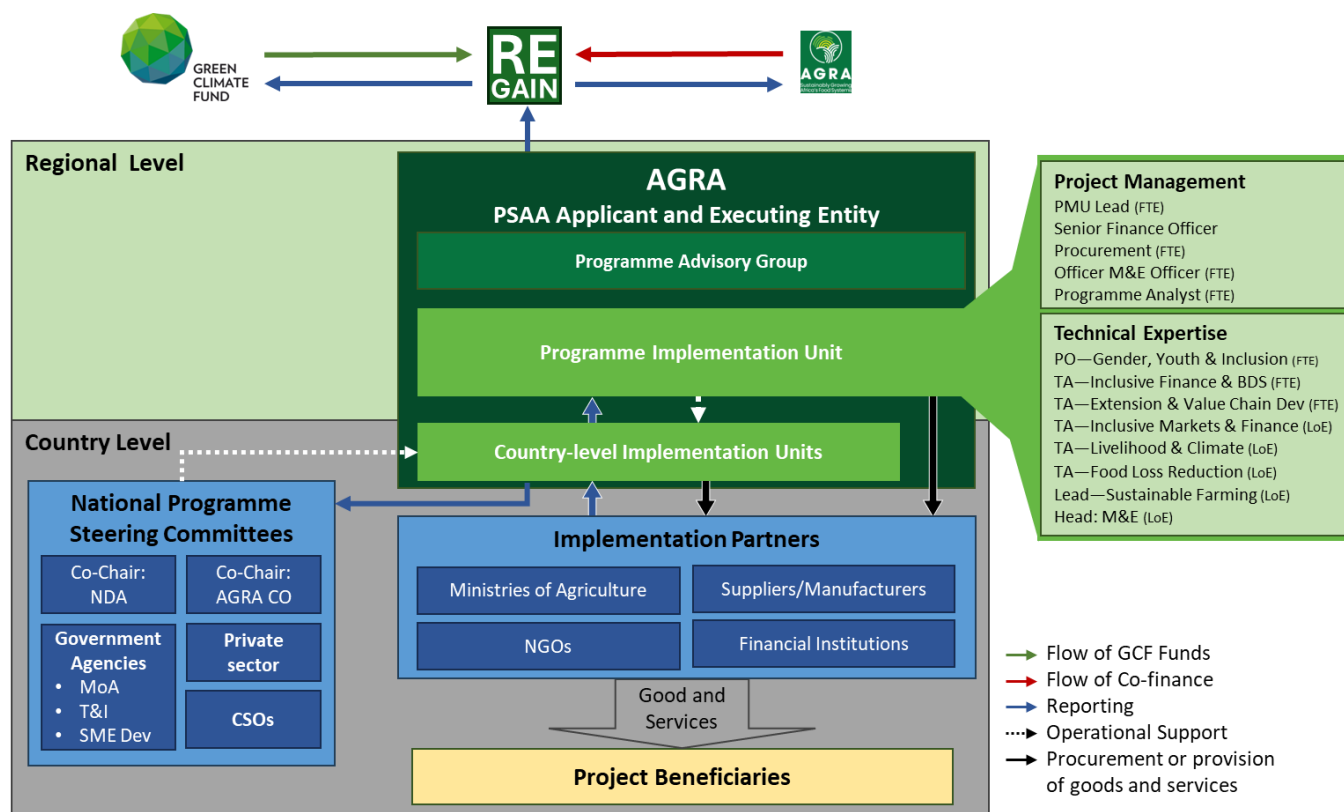 GREEN
CLIMATE
FUND
RE
GAIN
AGRA
Sustainably Growing
Africa's Food Systems
Regional Level
AGRA
PSAA Applicant and Executing Entity
Programme Advisory Group
Programme Implementation Unit
Project Management
PMU Lead (FTE)
Senior Finance Officer
Procurement (FTE)
Officer M&E Officer (FTE)
Programme Analyst (FTE)
Technical Expertise
PO—Gender, Youth & Inclusion (FTE)
TA—Inclusive Finance & BDS (FTE)
TA—Extension & Value Chain Dev (FTE)
TA—Inclusive Markets & Finance (LoE)
TA—Livelihood & Climate (LoE)
TA—Food Loss Reduction (LoE)
Lead—Sustainable Farming (LoE)
Head: M&E (LoE)
Country Level
Country-level Implementation Units
National Programme
Steering Committees
Co-Chair:
NDA
Co-Chair:
AGRA CO
Government
Agencies
• MoA
• T&I
• SME Dev
Private
sector
CSOs
Implementation Partners
Ministries of Agriculture
Suppliers/Manufacturers
NGOs
Financial Institutions
Good and
Services
Project Beneficiaries
Flow of GCF Funds
Flow of Co-finance
Reporting
Operational Support
Procurement or provision
of goods and services